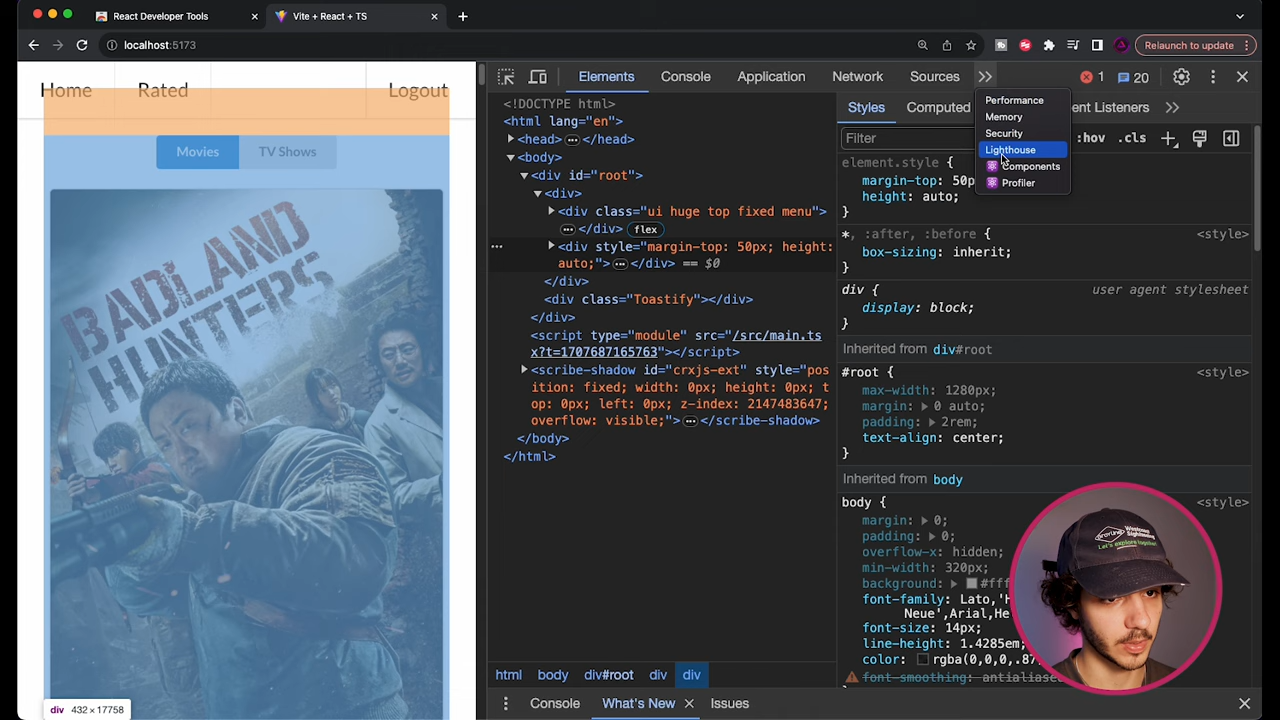 React Developer Tools
Vite + React + TS
localhost:5173
Relaunch to update
Home
Rated
Logout
Movies
TV Shows
BADLAND
HUNTERS
div 432 × 17758
Elements
Console
Application
Network
Sources
1
20
Performance
Memory
Security
Lighthouse
Components
Profiler
<!DOCTYPE html>
<html lang="en">
<head> ··· </head>
<body>
<div id="root">
<div>
<div class="ui huge top fixed menu">
··· </div> flex
<div style="margin-top: 50px; height:
auto;"> ··· </div> == $0
</div>
<div class="Toastify"></div>
</div>
<script type="module" src="/src/main.ts
x?t=1707687165763"></script>
<scribe-shadow id="crxjs-ext" style="pos
ition: fixed; width: 0px; height: 0px; t
op: 0px; left: 0px; z-index: 2147483647;
overflow: visible;"> ··· </scribe-shadow>
</body>
</html>
html
body
div#root
div
div
Styles
Computed
ent Listeners
Filter
:hov
.cls
element.style {
margin-top: 50p
height: auto;
}
*, :after, :before {
<style>
box-sizing: inherit;
}
div {
user agent stylesheet
display: block;
}
Inherited from div#root
#root {
<style>
max-width: 1280px;
margin: 0 auto;
padding: 2rem;
text-align: center;
}
Inherited from body
body {
<style>
margin: 0;
padding: 0;
overflow-x: hidden;
min-width: 320px;
background: #fff
font-family: Lato,'H
Neue',Arial,He
font-size: 14px;
line-height: 1.4285em;
color: rgba(0,0,0,.87
font-smoothing: antialiase
Let's explore together!
Console
What's New
Issues